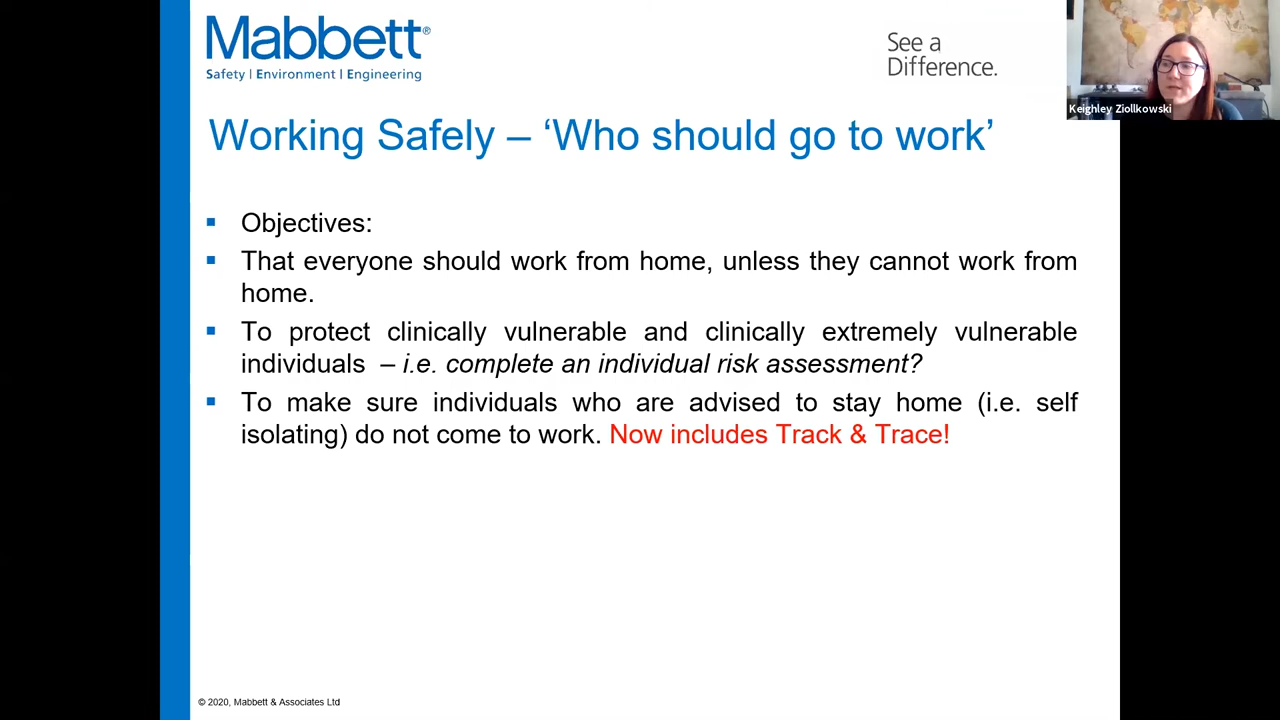 Mabbett®
Safety | Environment | Engineering
See a
Difference.
Keighley Ziollkowski
Working Safely – ‘Who should go to work’
▪ Objectives:
▪ That everyone should work from home, unless they cannot work from
home.
▪ To protect clinically vulnerable and clinically extremely vulnerable
individuals – i.e. complete an individual risk assessment?
▪ To make sure individuals who are advised to stay home (i.e. self
isolating) do not come to work. Now includes Track & Trace!
© 2020, Mabbett & Associates Ltd